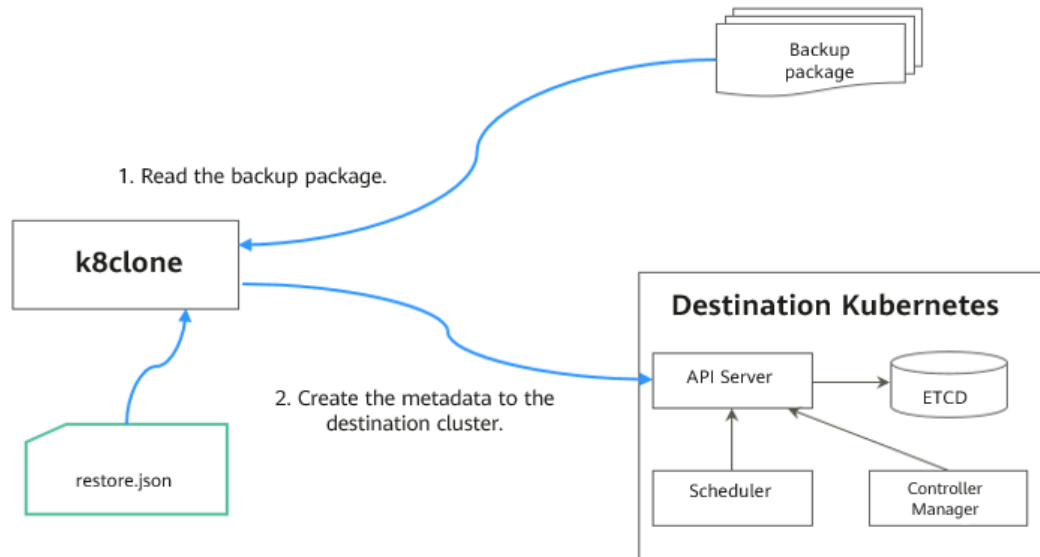 Backup
package
1. Read the backup package.
k8clone
Destination Kubernetes
API Server
ETCD
2. Create the metadata to the
destination cluster.
restore.json
Scheduler
Controller
Manager